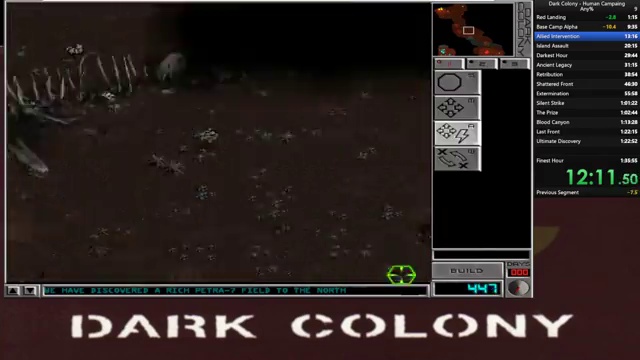 Dark Colony - Human Campaing
Any% 9
Red Landing -2.8 1:15
Base Camp Alpha - 10.4 9:35
Allied Intervention 13:16
Island Assault 20:15
Darkest Hour 29:44
Ancient Legacy 31:15
Retribution 38:54
Shattered Front 46:30
Extermination 55:58
Silent Strike 1:01:22
The Prize 1:02:44
Blood Canyon 1:13:28
Last Front 1:22:15
Ultimate Discovery 1:22:52
Finest Hour 1:35:55
12:11.50
Previous Segment -7.5
BUILD
DAYS
000
447
WE HAVE DISCOVERED A RICH PETRA-7 FIELD TO THE NORTH
DARK COLONY